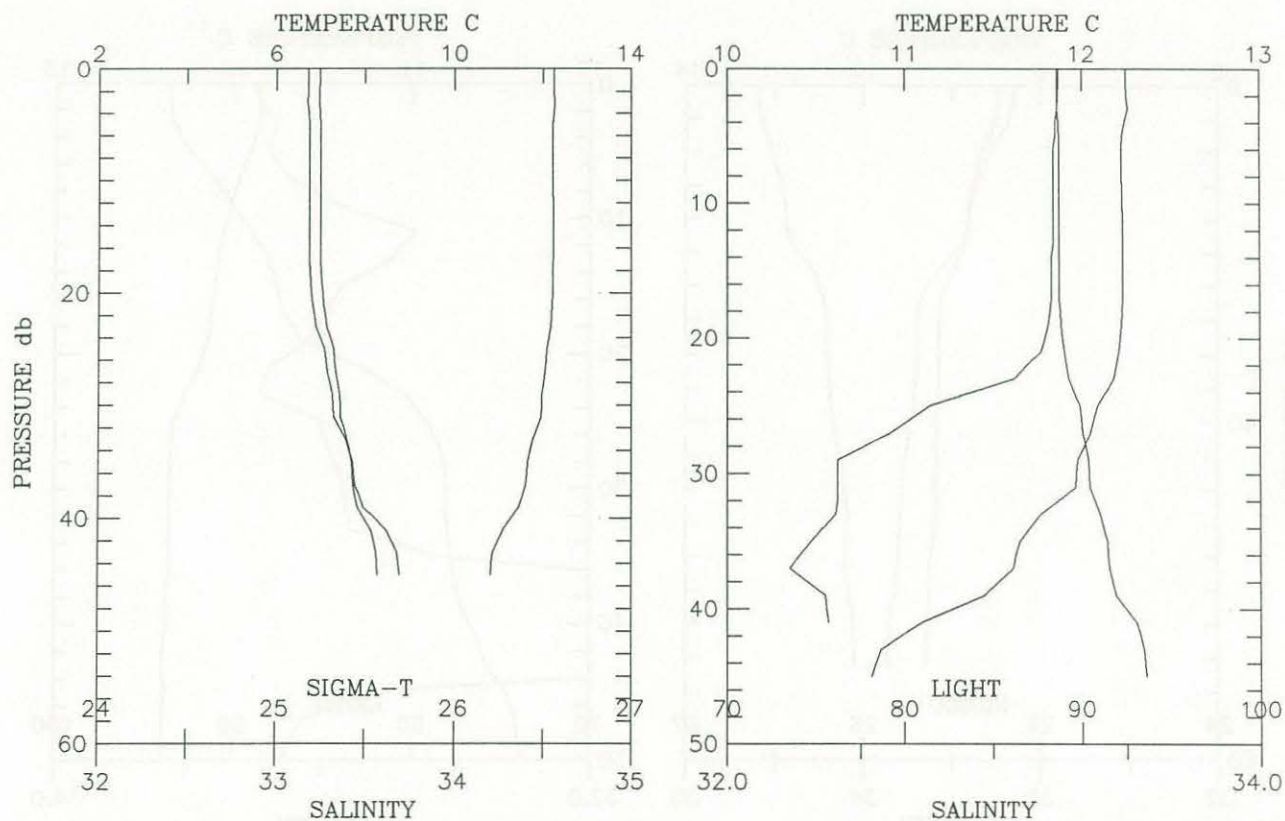 TEMPERATURE C
2 6 10 14
0
20
40
60
PRESSURE db
SIGMA-T
24 25 26 27
32 33 34 35
SALINITY
TEMPERATURE C
10 11 12 13
0
10
20
30
40
50
LIGHT
70 80 90 100
32.0 34.0
SALINITY